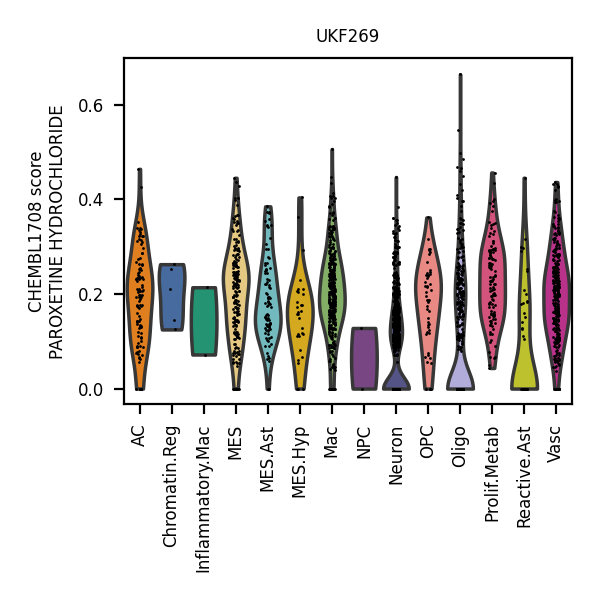 UKF269
CHEMBL1708 score
PAROXETINE HYDROCHLORIDE
0.6
0.4
0.2
0.0
AC
Chromatin.Reg
Inflammatory.Mac
MES
MES.Ast
MES.Hyp
Mac
NPC
Neuron
OPC
Oligo
Prolif.Metab
Reactive.Ast
Vasc